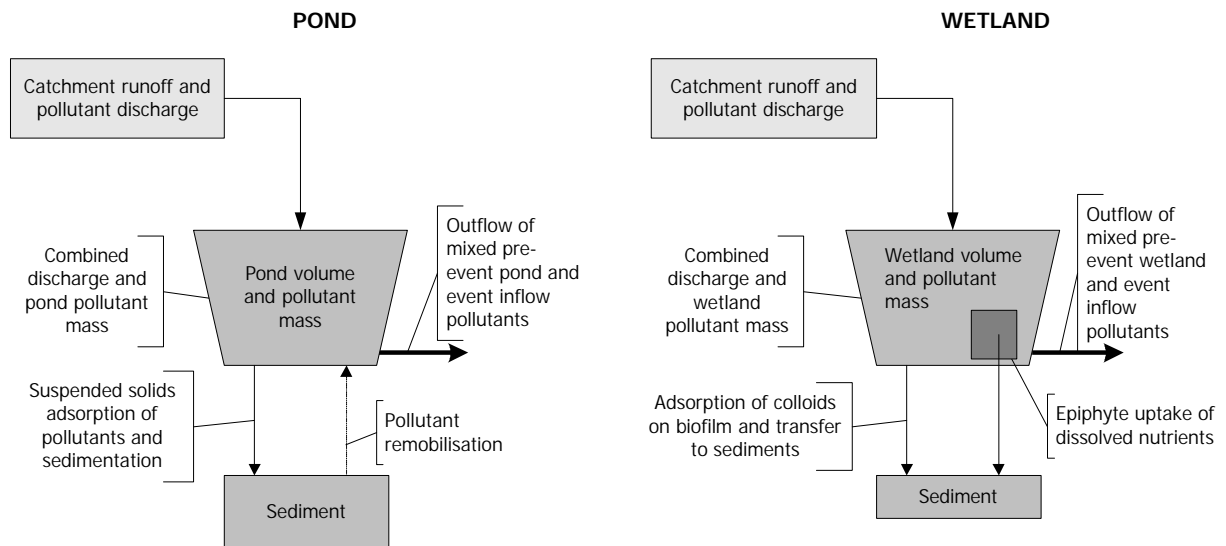 POND
Catchment runoff and
pollutant discharge
Combined
discharge and
pond pollutant
mass
Pond volume
and pollutant
mass
Outflow of
mixed pre-
event pond and
event inflow
pollutants
Suspended solids
adsorption of
pollutants and
sedimentation
Pollutant
remobilisation
Sediment
WETLAND
Catchment runoff and
pollutant discharge
Combined
discharge and
wetland
pollutant mass
Wetland volume
and pollutant
mass
Outflow of
mixed pre-
event wetland
and event
inflow
pollutants
Adsorption of colloids
on biofilm and transfer
to sediments
Epiphyte uptake of
dissolved nutrients
Sediment